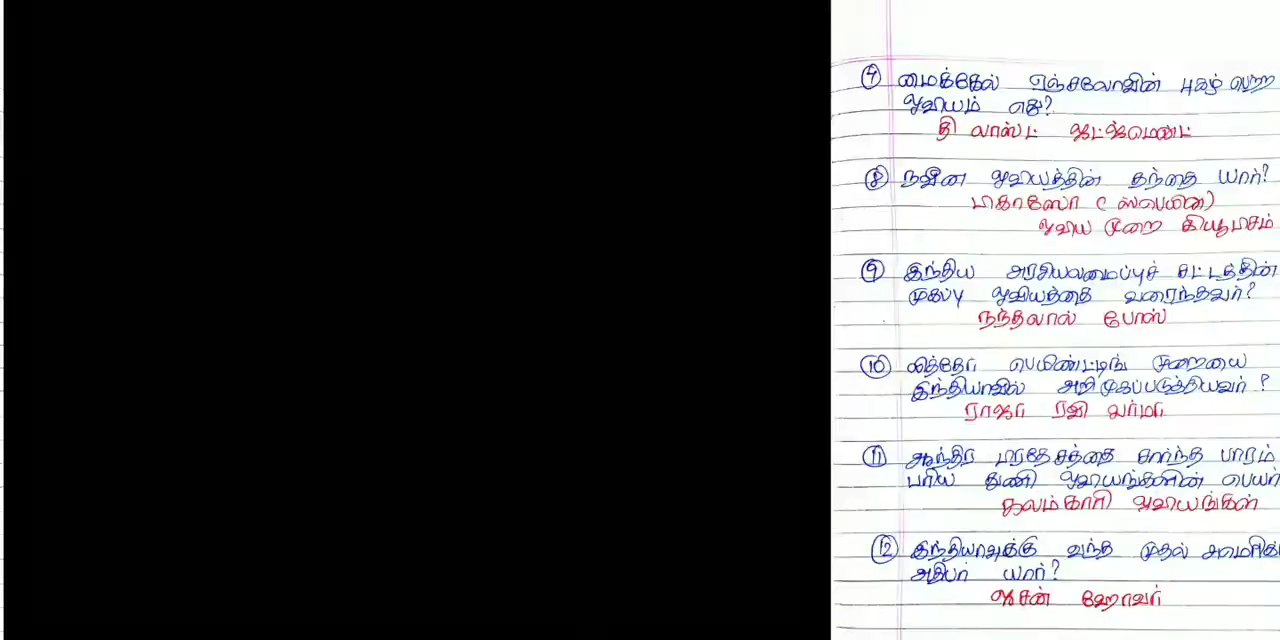 7 மைக்கேல் ஏஞ்சலோவின் புகழ் பெற்ற
ஓவியம் எது?
தி லாஸ்ட் ஜட்ஜ்மெண்ட்
8 நவீன ஓவியத்தின் தந்தை யார்?
பிகாஸோ (ஸ்பெயின்)
ஓவிய முறை கியூபிசம்
9 இந்திய அரசியலமைப்புச் சட்டத்தின்
முகப்பு ஓவியத்தை வரைந்தவர்?
நந்தலால் போஸ்
10 லித்தோ பெயிண்ட்டிங் முறையை
இந்தியாவில் அறிமுகப்படுத்தியவர்?
ராஜா ரவி வர்மா
11 ஆந்திர பிரதேசத்தை சார்ந்த பாரம்
பரிய துணி ஓவியங்களின் பெயர்
கலம்காரி ஓவியங்கள்
12 இந்தியாவுக்கு வந்த முதல் அமெரிக்
அதிபர் யார்?
ஐசன் ஹோவர்